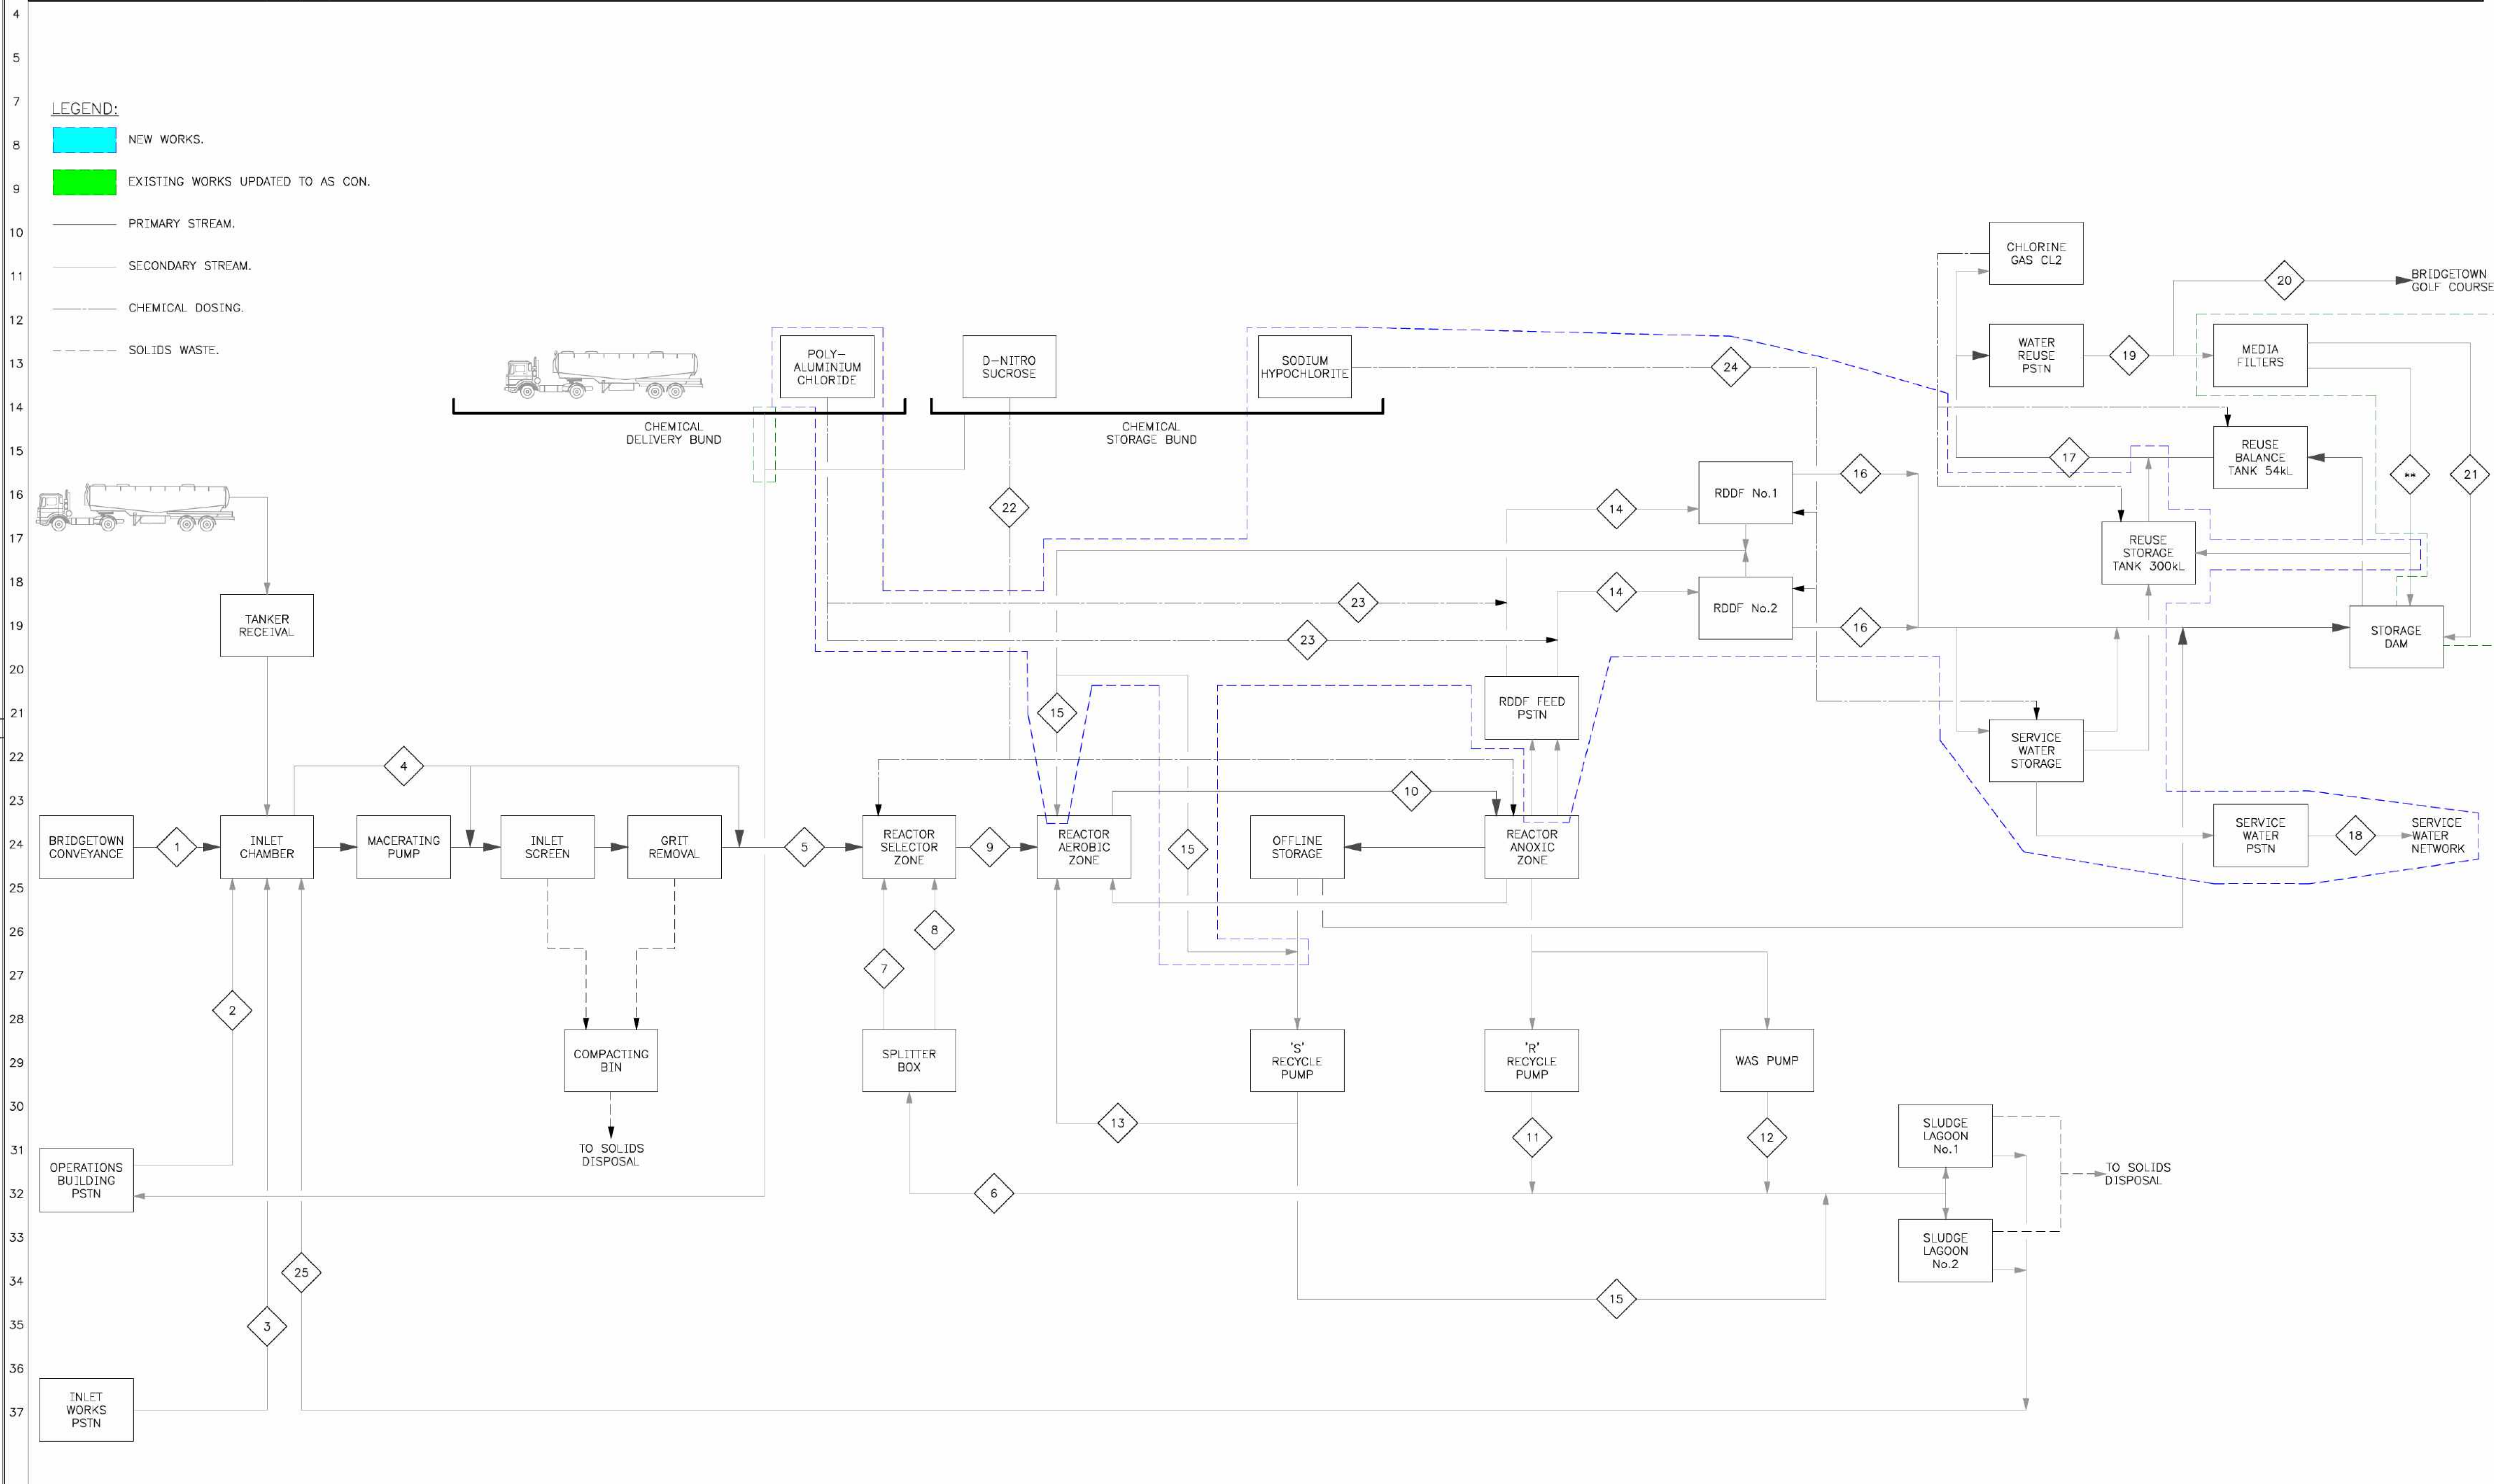 4
5
7
8
9
10
11
12
13
14
15
16
17
18
19
20
21
22
23
24
25
26
27
28
29
30
31
32
33
34
35
36
37
LEGEND:
NEW WORKS.
EXISTING WORKS UPDATED TO AS CON.
PRIMARY STREAM.
SECONDARY STREAM.
CHEMICAL DOSING.
SOLIDS WASTE.
CHLORINE
GAS CL2
20
BRIDGETOWN
GOLF COURSE
POLY-
ALUMINIUM
CHLORIDE
D-NITRO
SUCROSE
SODIUM
HYPOCHLORITE
24
WATER
REUSE
PSTN
19
MEDIA
FILTERS
CHEMICAL
DELIVERY BUND
CHEMICAL
STORAGE BUND
17
REUSE
BALANCE
TANK 54kL
**
21
22
14
RDDF No.1
16
REUSE
STORAGE
TANK 300kL
TANKER
RECEIVAL
23
23
14
RDDF No.2
16
STORAGE
DAM
15
RDDF FEED
PSTN
SERVICE
WATER
STORAGE
4
10
BRIDGETOWN
CONVEYANCE
1
INLET
CHAMBER
MACERATING
PUMP
INLET
SCREEN
GRIT
REMOVAL
5
REACTOR
SELECTOR
ZONE
9
REACTOR
AEROBIC
ZONE
15
OFFLINE
STORAGE
REACTOR
ANOXIC
ZONE
SERVICE
WATER
PSTN
18
SERVICE
WATER
NETWORK
7
8
2
COMPACTING
BIN
SPLITTER
BOX
'S'
RECYCLE
PUMP
'R'
RECYCLE
PUMP
WAS PUMP
TO SOLIDS
DISPOSAL
13
11
12
SLUDGE
LAGOON
No.1
TO SOLIDS
DISPOSAL
OPERATIONS
BUILDING
PSTN
6
SLUDGE
LAGOON
No.2
25
3
15
INLET
WORKS
PSTN